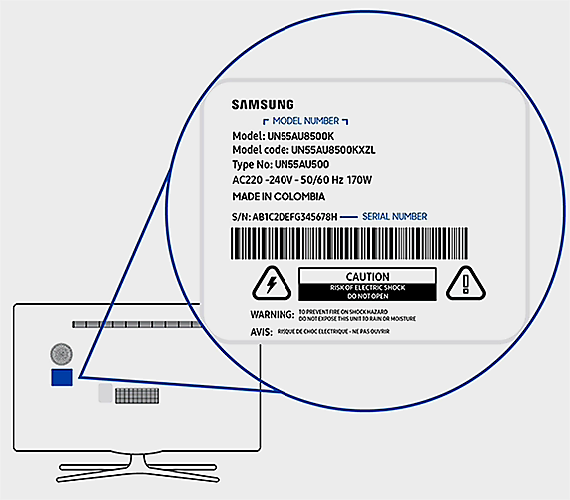 SAMSUNG
MODEL NUMBER
Model: UN55AU8500K
Model code: UN55AU8500KXZL
Type No: UN55AU500
AC220 -240V - 50/60 Hz 170W
MADE IN COLOMBIA
S/N: AB1C2DEFG345678H — SERIAL NUMBER
CAUTION
RISK OF ELECTRIC SHOCK
DO NOT OPEN
WARNING: TO PREVENT FIRE ON SHOCK HAZARD
DO NOT EXPOSE THIS UNIT TO RAIN OR MOISTURE
AVIS: RISQUE DE CHOC ELECTRIQUE - NE PAS OUVRIR